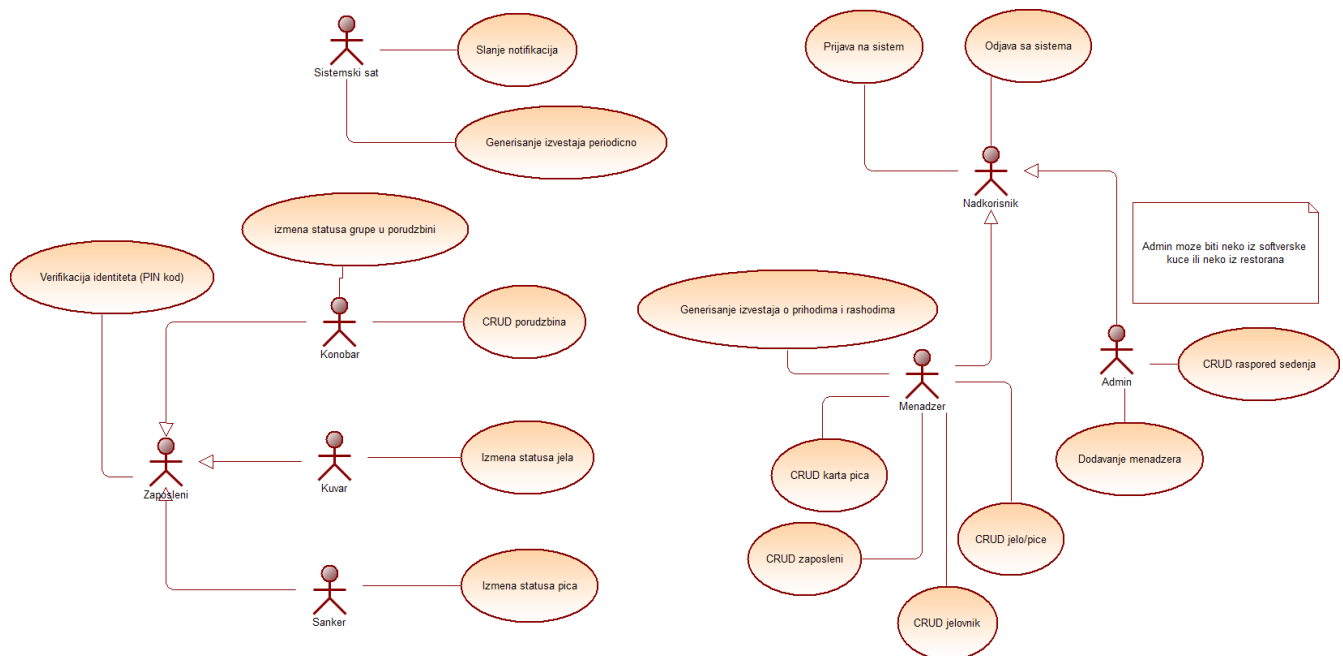 Slanje notifikacija
Sistemski sat
Generisanje izvestaja periodicno
Prijava na sistem
Odjava sa sistema
Nadkorisnik
Admin moze biti neko iz softverske
kuce ili neko iz restorana
izmena statusa grupe u porudzbini
Verifikacija identiteta (PIN kod)
Konobar
CRUD porudzbina
Generisanje izvestaja o prihodima i rashodima
Menadzer
Admin
CRUD raspored sedenja
Zaposleni
Kuvar
Izmena statusa jela
CRUD karta pica
Dodavanje menadzera
CRUD zaposleni
CRUD jelo/pice
Sanker
Izmena statusa pica
CRUD jelovnik